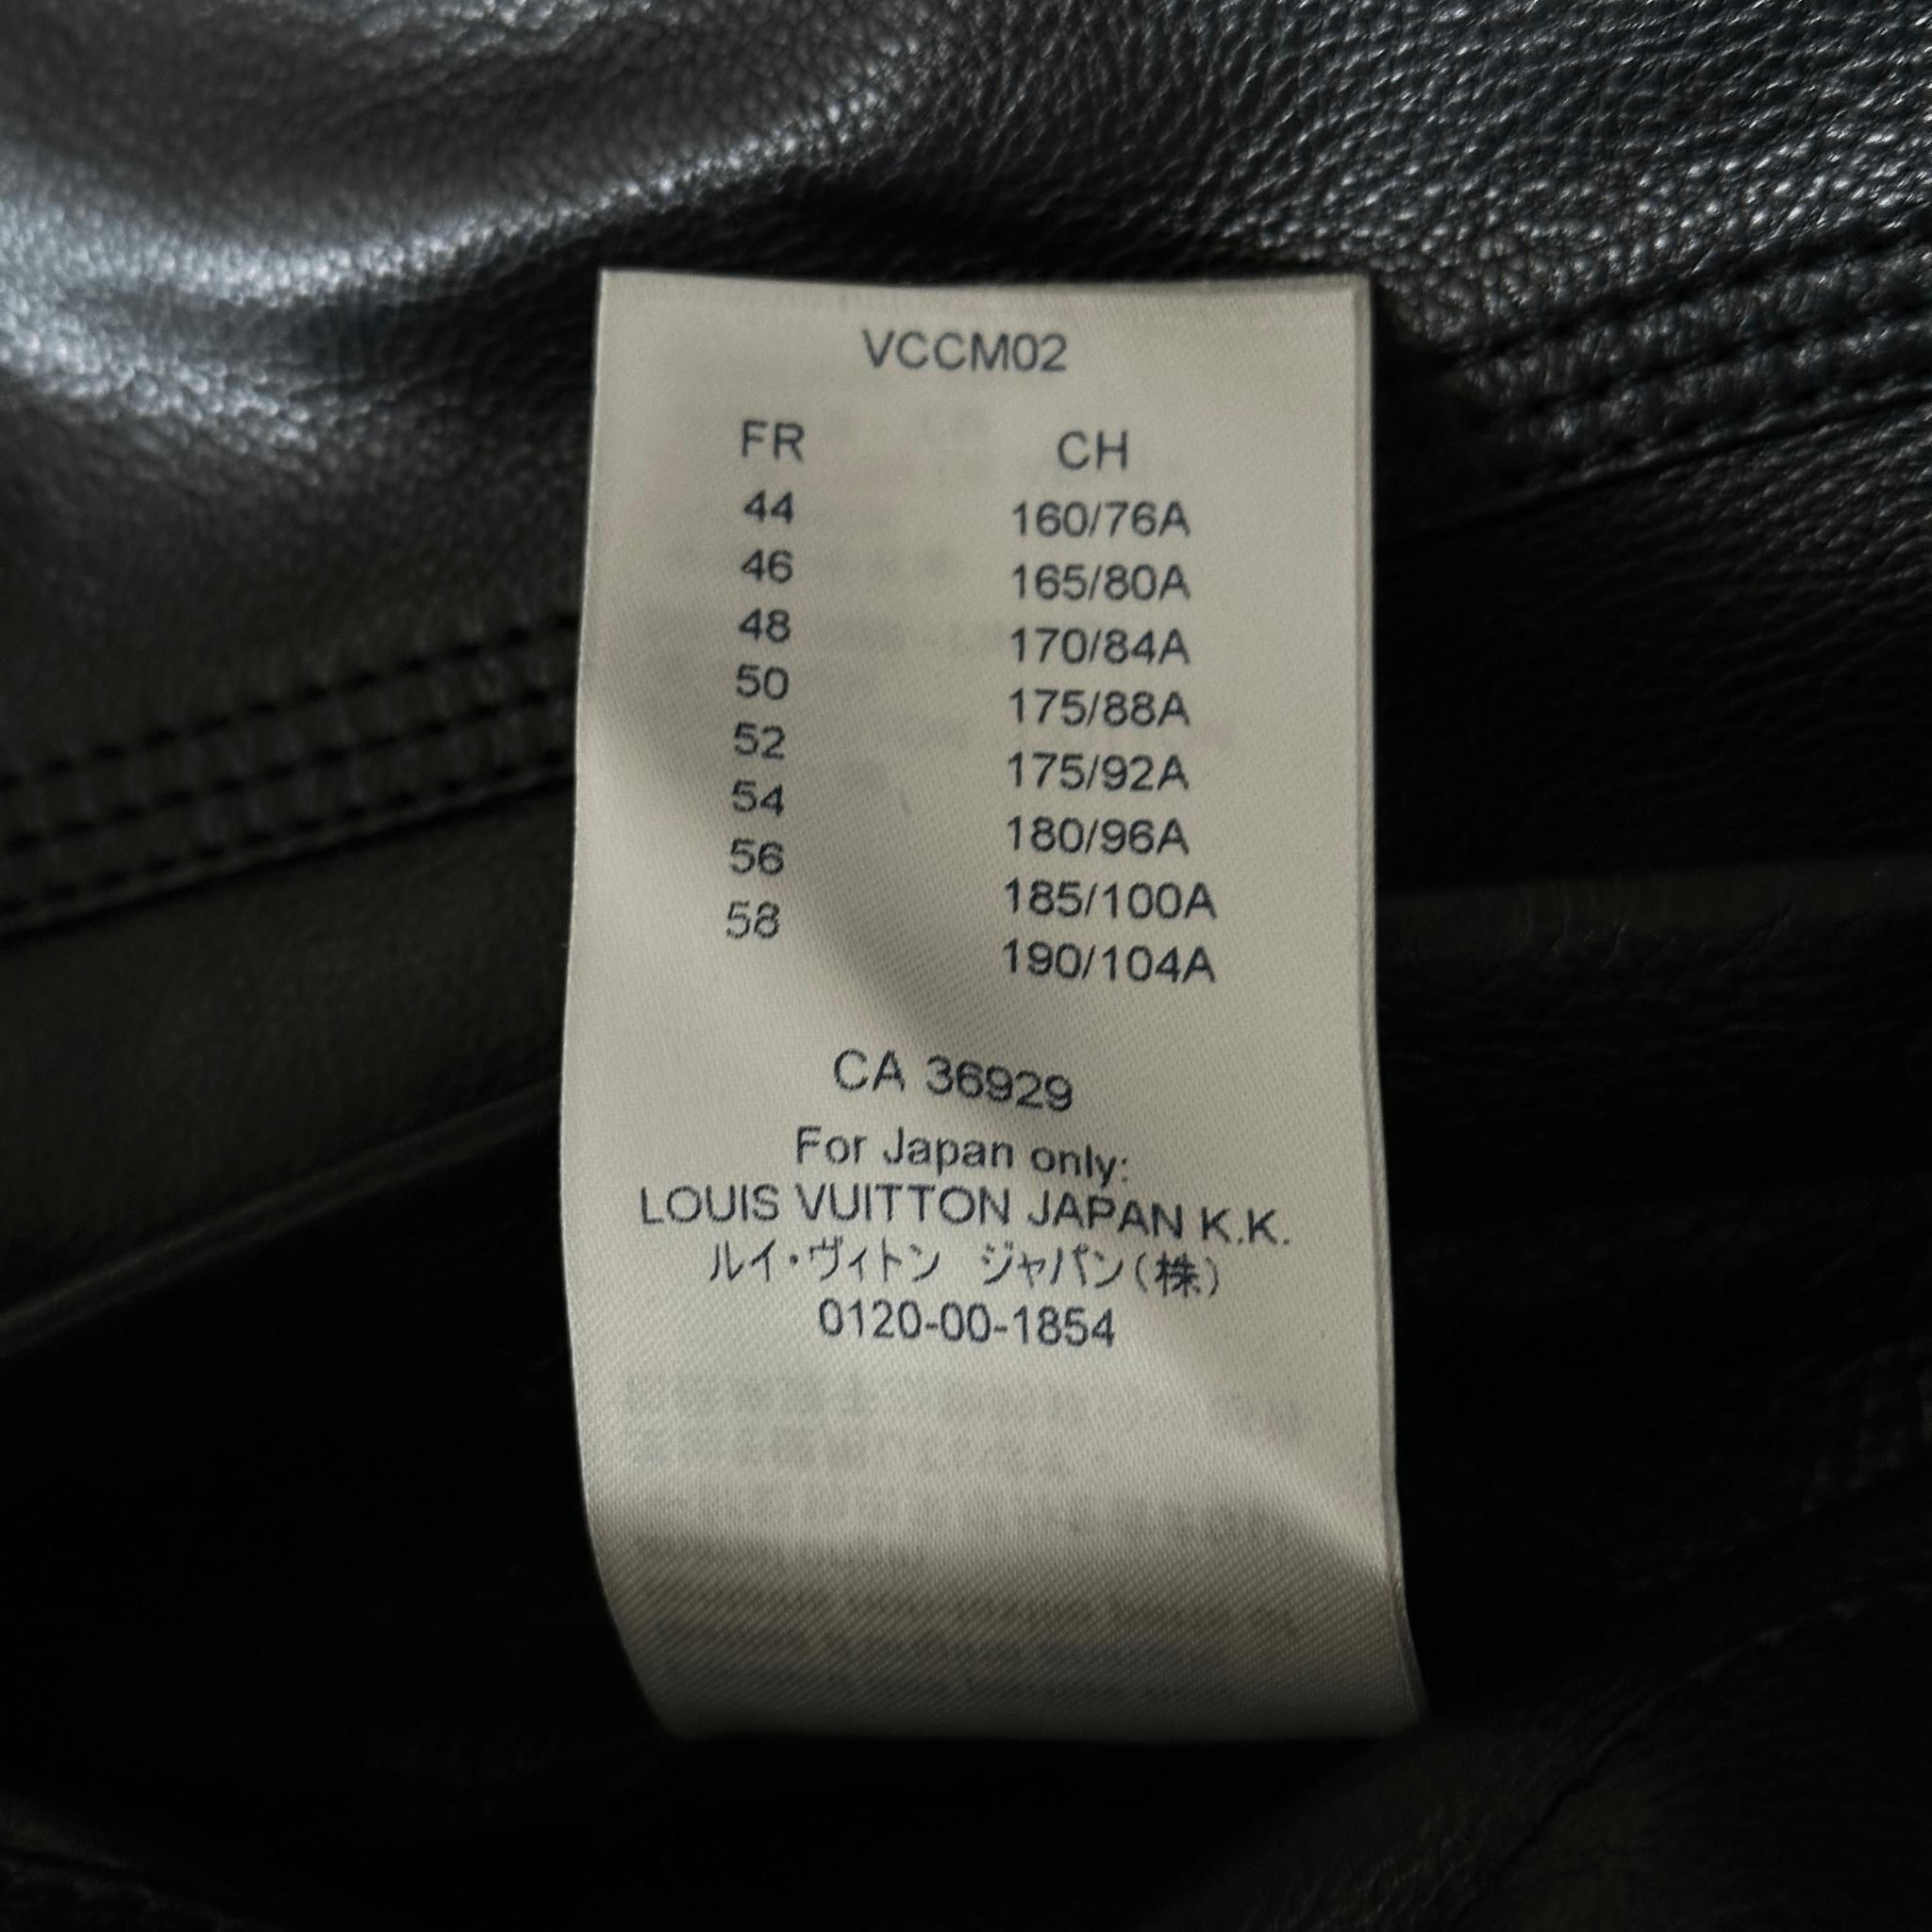 VCCM02
FR CH
44 160/76A
46 165/80A
48 170/84A
50 175/88A
52 175/92A
54 180/96A
56 185/100A
58 190/104A
CA 36929
For Japan only:
LOUIS VUITTON JAPAN K.K.
ルイ・ヴィトン ジャパン(株)
0120-00-1854